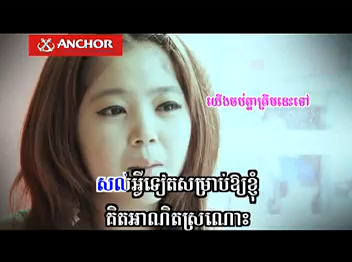 ANCHOR
យើងចប់គ្នាត្រឹមនេះទៅ
សល់អ្វីទៀតសម្រាប់ឱ្យខ្ញុំ
គិតអាណិតស្រណោះ